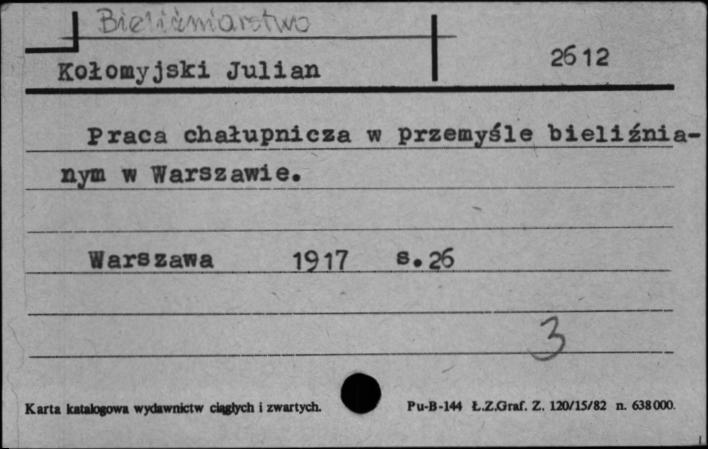 Bieliźniarstwo
Kołomyjski Julian 2612
Praca chałupnicza w przemyśle bieliźnia-
nym w Warszawie.
Warszawa 1917 s.26
3
Karta katalogowa wydawnictw ciągłych i zwartych. Pu-B-144 Ł.Z.Graf. Z. 120/15/82 n. 638000.